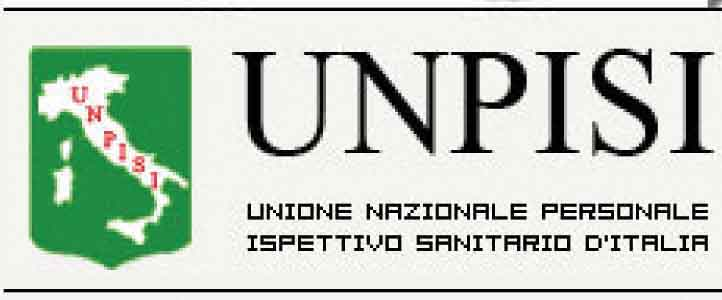 UNPISI
UNPISI
UNIONE NAZIONALE PERSONALE
ISPETTIVO SANITARIO D'ITALIA